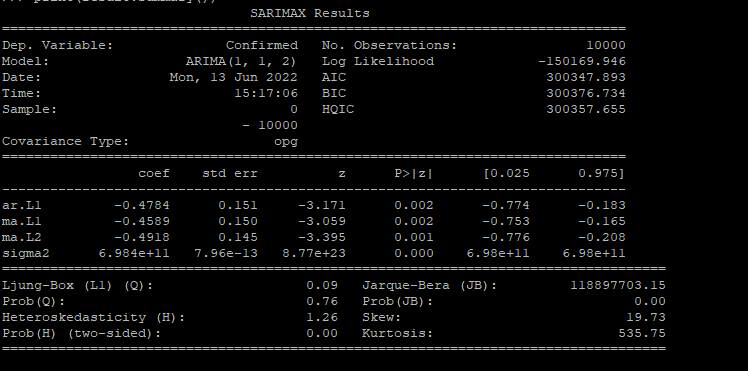 SARIMAX Results
==============================================================================
Dep. Variable: Confirmed No. Observations: 10000
Model: ARIMA(1, 1, 2) Log Likelihood -150169.946
Date: Mon, 13 Jun 2022 AIC 300347.893
Time: 15:17:06 BIC 300376.734
Sample: 0 HQIC 300357.655
- 10000
Covariance Type: opg
==============================================================================
coef std err z P>|z| [0.025 0.975]
------------------------------------------------------------------------------
ar.L1 -0.4784 0.151 -3.171 0.002 -0.774 -0.183
ma.L1 -0.4589 0.150 -3.059 0.002 -0.753 -0.165
ma.L2 -0.4918 0.145 -3.395 0.001 -0.776 -0.208
sigma2 6.984e+11 7.96e-13 8.77e+23 0.000 6.98e+11 6.98e+11
===================================================================================
Ljung-Box (L1) (Q): 0.09 Jarque-Bera (JB): 118897703.15
Prob(Q): 0.76 Prob(JB): 0.00
Heteroskedasticity (H): 1.26 Skew: 19.73
Prob(H) (two-sided): 0.00 Kurtosis: 535.75
===================================================================================